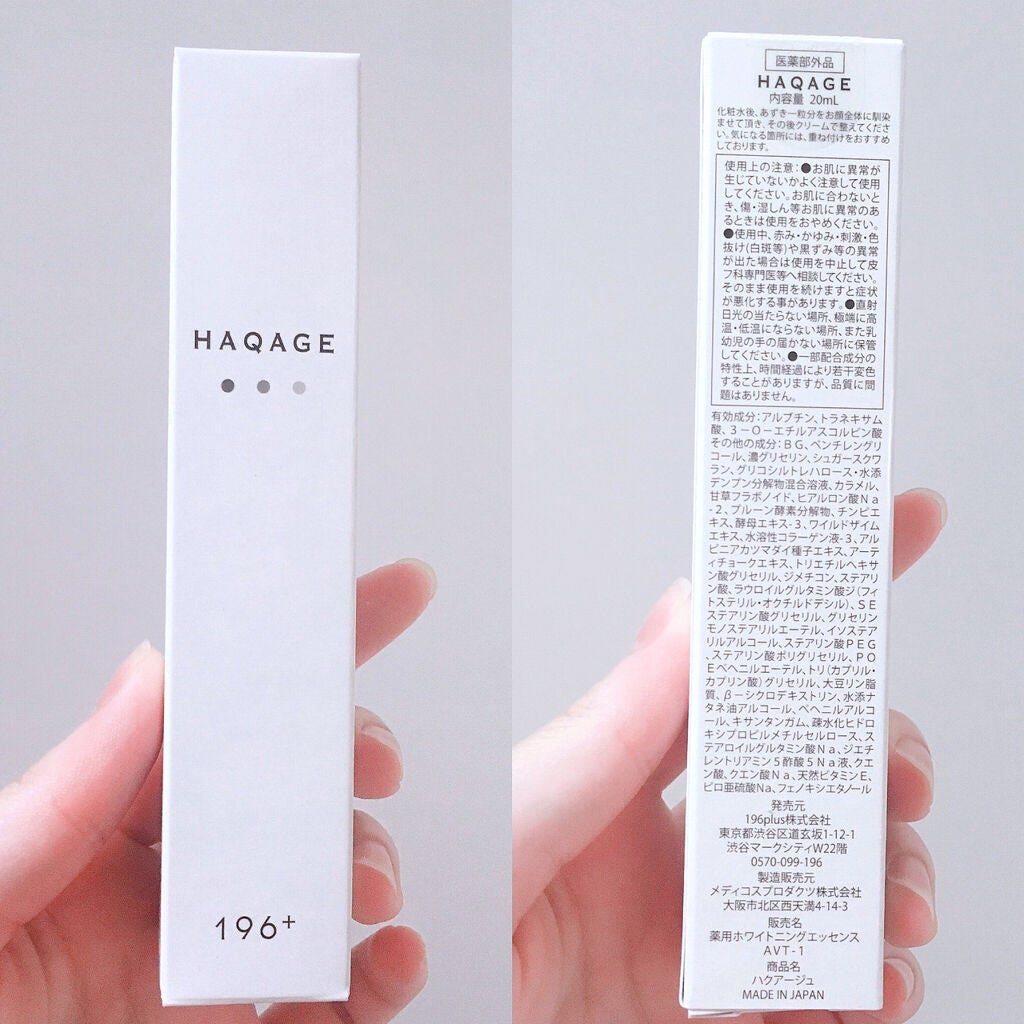 HAQAGE
196+
医薬部外品
HAQAGE
内容量 20mL
化粧水後、あずき一粒分をお顔全体に馴染
ませて頂き、その後クリームで整えてくださ
い。気になる箇所には、重ね付けをおすすめ
しております。
使用上の注意:●お肌に異常が
生じていないかよく注意して使用
してください。お肌に合わないと
き、傷・湿しん等お肌に異常のあ
るときは使用をおやめください。
●使用中、赤み・かゆみ・刺激・色
抜け(白斑等)や黒ずみ等の異常
が出た場合は使用を中止して皮
フ科専門医等へ相談してください。
そのまま使用を続けますと症状
が悪化する事があります。●直射
日光の当たらない場所、極端に高
温・低温にならない場所、また乳
幼児の手の届かない場所に保管
してください。●一部配合成分の
特性上、時間経過により若干変色
することがありますが、品質に問
題はありません。
有効成分:アルブチン、トラネキサム
酸、3－O－エチルアスコルビン酸
その他の成分:BG、ペンチレングリ
コール、濃グリセリン、シュガースクワ
ラン、グリコシルトレハロース・水添
デンプン分解物混合溶液、カラメル、
甘草フラボノイド、ヒアルロン酸Na
-2、プルーン酵素分解物、チンピエ
キス、酵母エキス-3、ワイルドザイム
エキス、水溶性コラーゲン液-3、アル
ピニアカツマダイ種子エキス、アーテ
ィチョークエキス、トリエチルヘキサ
ン酸グリセリル、ジメチコン、ステアリ
ン酸、ラウロイルグルタミン酸ジ(フィ
トステリル・オクチルドデシル)、SE
ステアリン酸グリセリル、グリセリン
モノステアリルエーテル、イソステア
リルアルコール、ステアリン酸PEG
、ステアリン酸ポリグリセリル、PO
Eベヘニルエーテル、トリ(カプリル・
カプリン酸)グリセリル、大豆リン脂
質、β－シクロデキストリン、水添ナ
タネ油アルコール、ベヘニルアルコ
ール、キサンタンガム、疎水化ヒドロ
キシプロピルメチルセルロース、ス
テアロイルグルタミン酸Na、ジエチ
レントリアミン5酢酸5Na液、クエ
ン酸、クエン酸Na、天然ビタミンE、
ピロ亜硫酸Na、フェノキシエタノール
発売元
196plus株式会社
東京都渋谷区道玄坂1-12-1
渋谷マークシティW22階
0570-099-196
製造販売元
メディコスプロダクツ株式会社
大阪市北区西天満4-14-3
販売名
薬用ホワイトニングエッセンス
AVT-1
商品名
ハクアージュ
MADE IN JAPAN